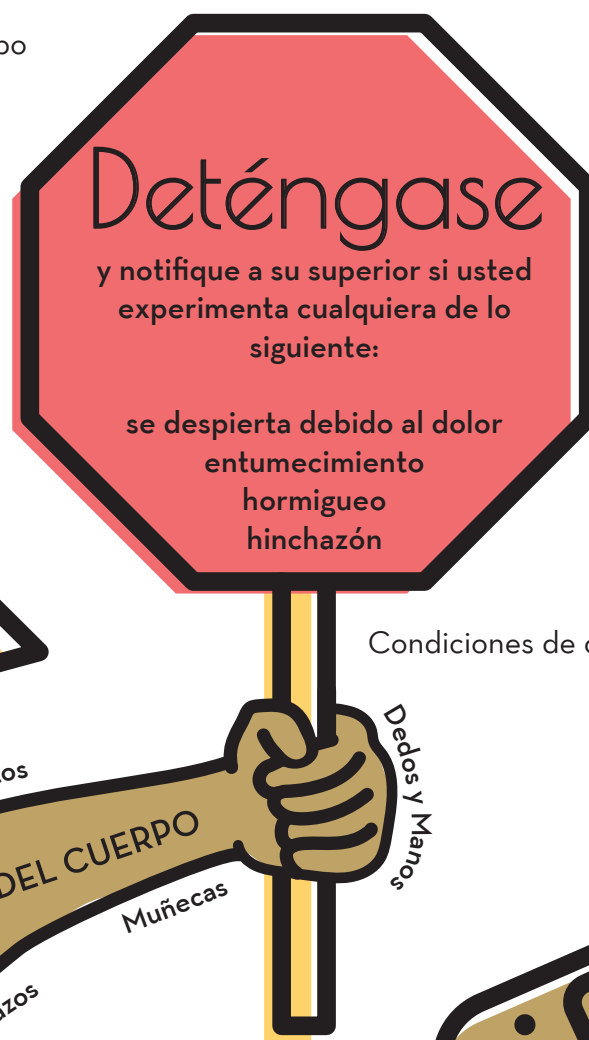 Deténgase
y notifique a su superior si usted
experimenta cualquiera de lo
siguiente:
se despierta debido al dolor
entumecimiento
hormigueo
hinchazón
Condiciones de
Dedos y Manos
DEL CUERPO
Muñecas